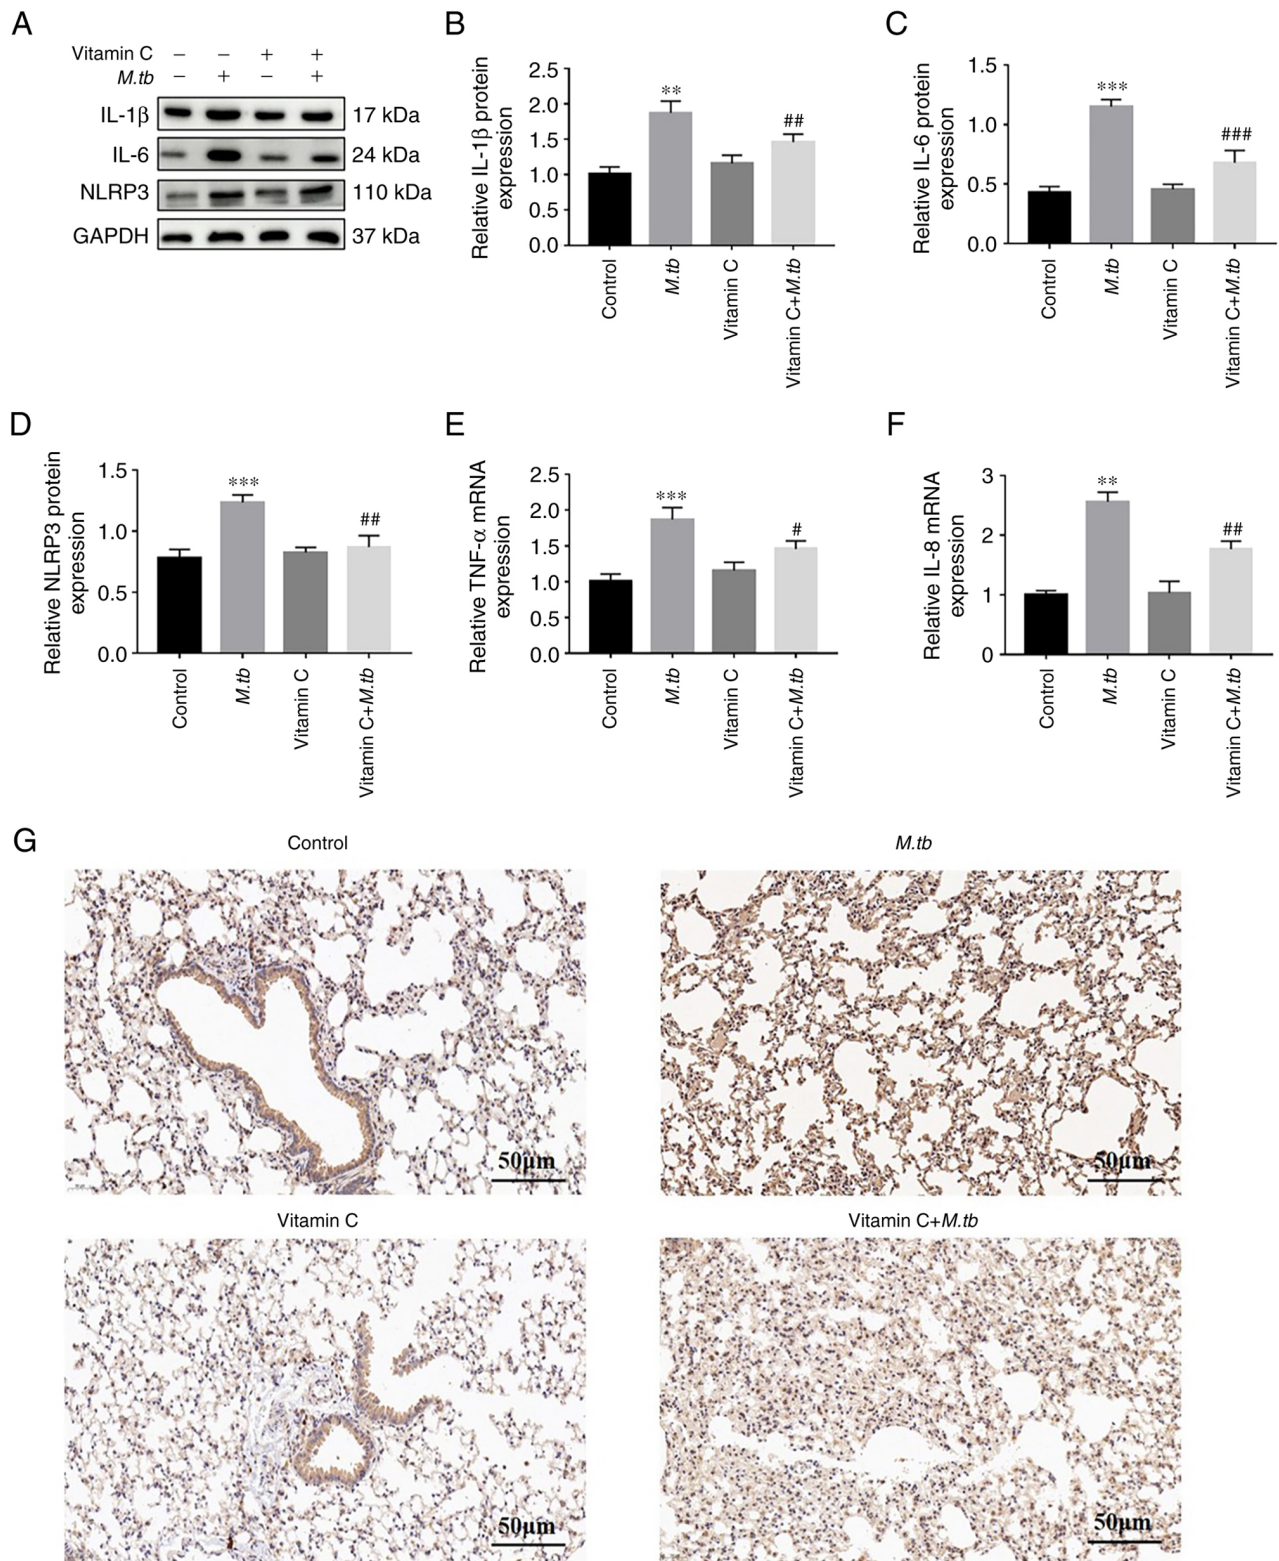 A
Vitamin C − − + +
M.tb − + − +
IL-1β 17 kDa
IL-6 24 kDa
NLRP3 110 kDa
GAPDH 37 kDa
B
Relative IL-1β protein
expression
2.5
2.0
1.5
1.0
0.5
0.0
**
##
Control
M.tb
Vitamin C
Vitamin C+M.tb
C
Relative IL-6 protein
expression
1.5
1.0
0.5
0.0
***
###
Control
M.tb
Vitamin C
Vitamin C+M.tb
D
Relative NLRP3 protein
expression
1.5
1.0
0.5
0.0
***
##
Control
M.tb
Vitamin C
Vitamin C+M.tb
E
Relative TNF-α mRNA
expression
2.5
2.0
1.5
1.0
0.5
0.0
***
#
Control
M.tb
Vitamin C
Vitamin C+M.tb
F
Relative IL-8 mRNA
expression
3
2
1
0
**
##
Control
M.tb
Vitamin C
Vitamin C+M.tb
G
Control
M.tb
50µm
50µm
Vitamin C
Vitamin C+M.tb
50µm
50µm